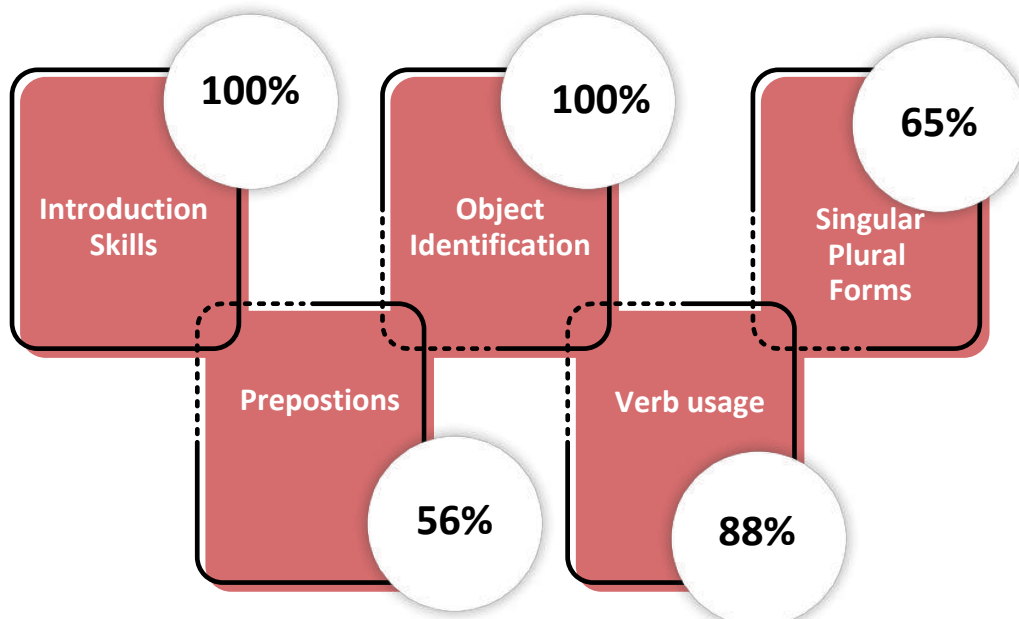 100%
Introduction
Skills
100%
Object
Identification
65%
Singular
Plural
Forms
Prepostions
56%
Verb usage
88%